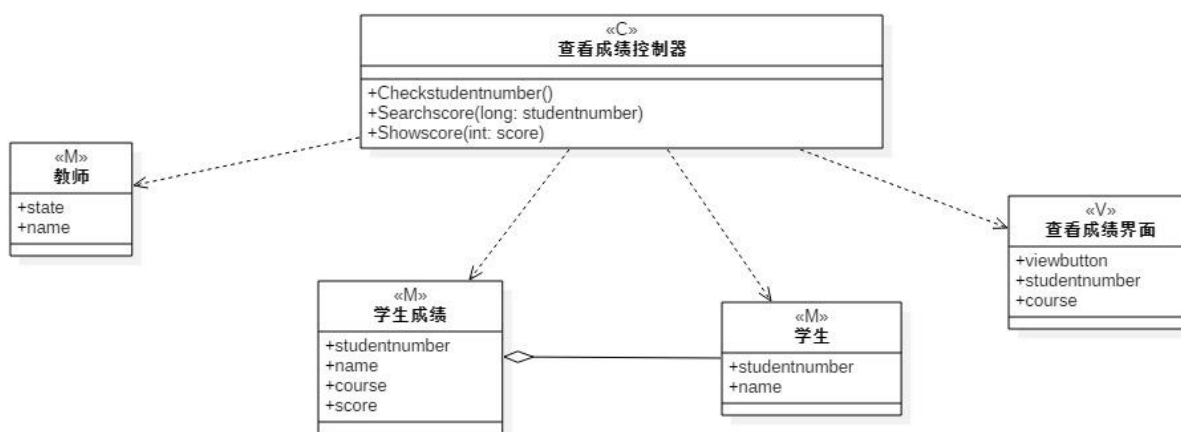 «C»
查看成绩控制器
+Checkstudentnumber()
+Searchscore(long: studentnumber)
+Showscore(int: score)
«M»
教师
+state
+name
«V»
查看成绩界面
+viewbutton
+studentnumber
+course
«M»
学生成绩
+studentnumber
+name
+course
+score
«M»
学生
+studentnumber
+name